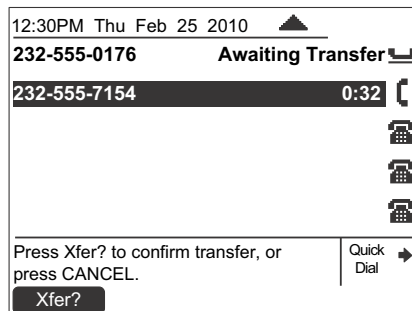 12:30PM Thu Feb 25 2010
232-555-0176 Awaiting Transfer
232-555-7154 0:32
Press Xfer? to confirm transfer, or
press CANCEL.
Quick
Dial
Xfer?